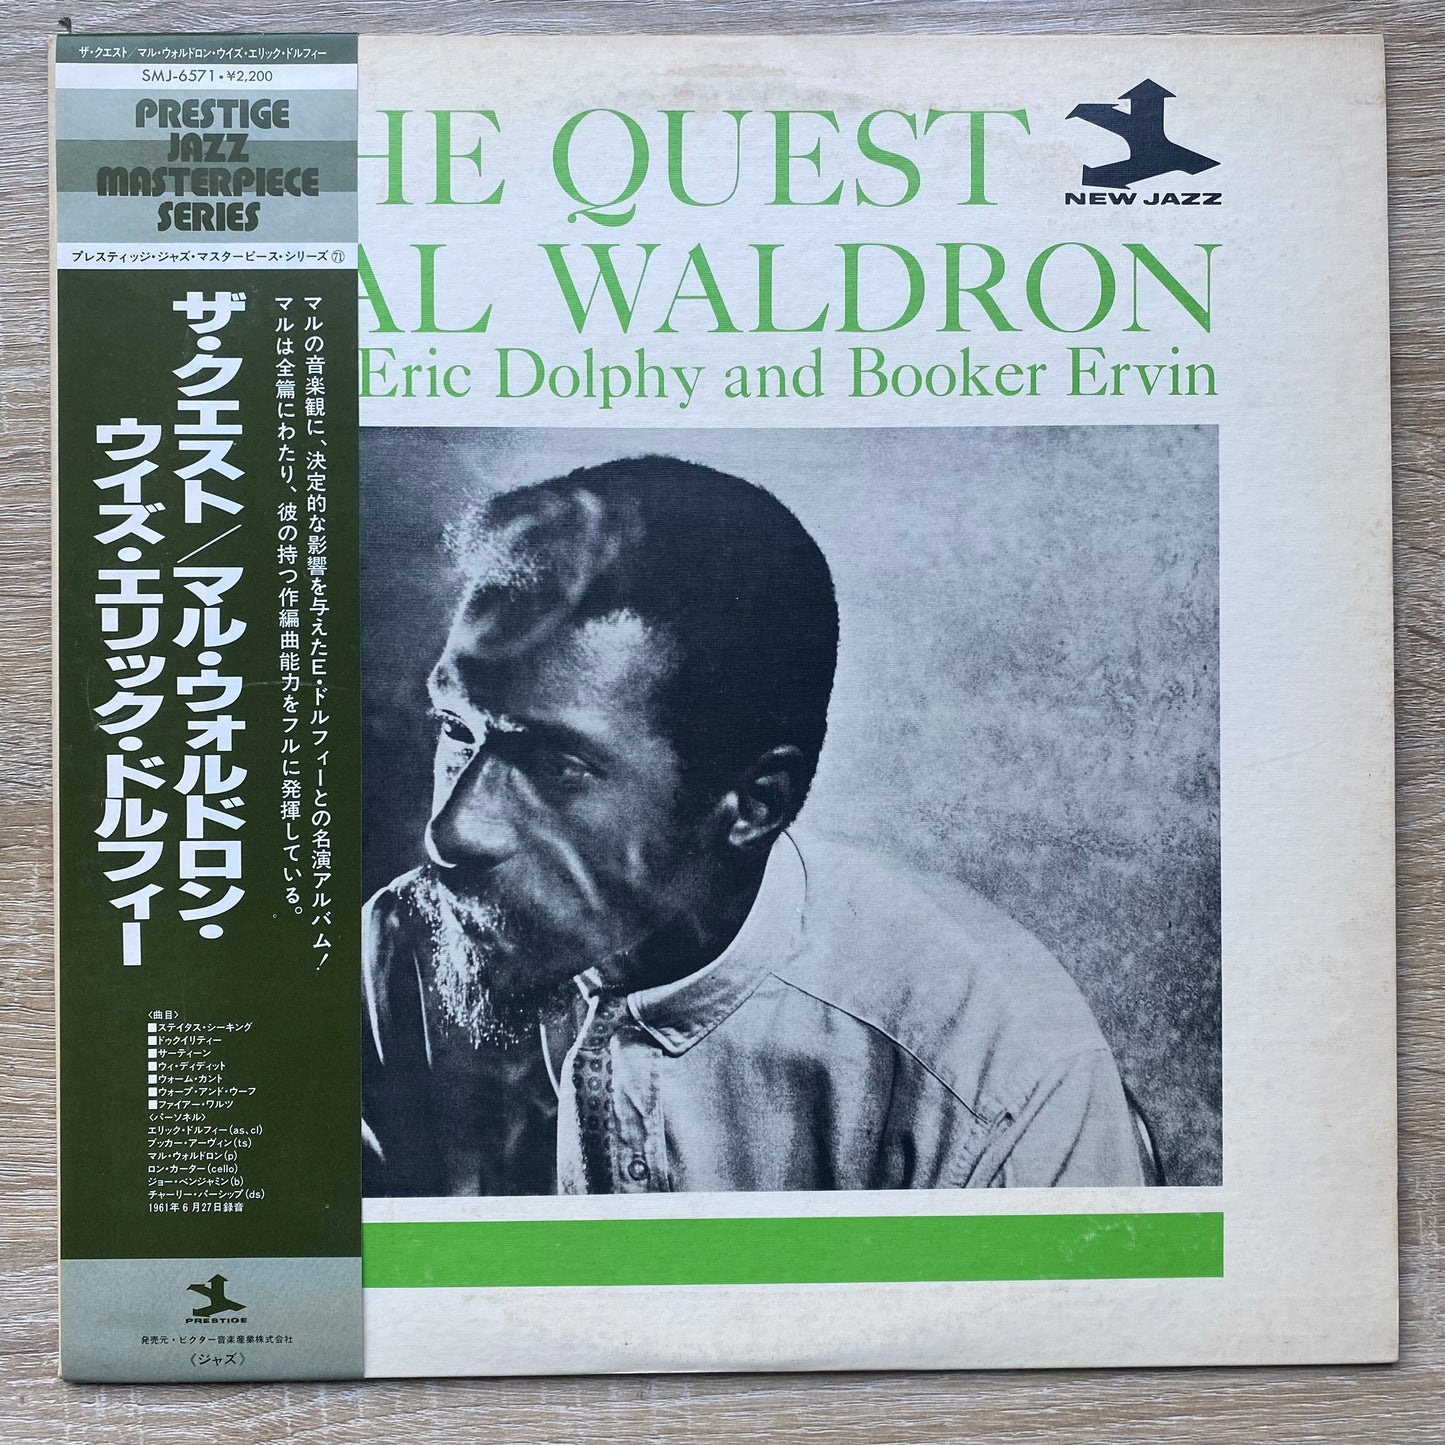 ザ・クエスト/マル・ウォルドロン・ウイズ・エリック・ドルフィー
SMJ-6571・¥2,200
PRESTIGE
JAZZ
MASTERPIECE
SERIES
プレスティッジ・ジャズ・マスターピース・シリーズ㉛
マルの音楽観に、決定的な影響を与えたE・ドルフィーとの名演アルバム!
マルは全篇にわたり、彼の持つ作編曲能力をフルに発揮している。
ザ・クエスト/マル・ウォルドロン・
ウイズ・エリック・ドルフィー
〈曲目〉
■ステイタス・シーキング
■ドゥクイリティー
■サーティーン
■ウィ・ディディット
■ウォーム・カント
■ウォープ・アンド・ウーフ
■ファイアー・ワルツ
〈パーソネル〉
エリック・ドルフィー(as、cl)
ブッカー・アーヴィン(ts)
マル・ウォルドロン(p)
ロン・カーター(cello)
ジョー・ベンジャミン(b)
チャーリー・パーシップ(ds)
1961年6月27日録音
PRESTIGE
発売元・ビクター音楽産業株式会社
《ジャズ》
HE QUEST
NEW JAZZ
AL WALDRON
Eric Dolphy and Booker Ervin